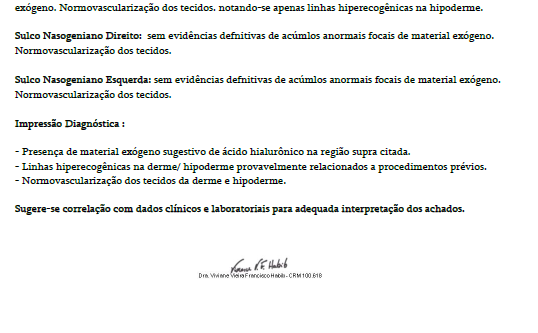 exógeno. Normovascularização dos tecidos. notando-se apenas linhas hiperecogênicas na hipoderme.
Sulco Nasogeniano Direito: sem evidências defnitivas de acúmlos anormais focais de material exógeno.
Normovascularização dos tecidos.
Sulco Nasogeniano Esquerda: sem evidências defnitivas de acúmlos anormais focais de material exógeno.
Normovascularização dos tecidos.
Impressão Diagnóstica :
- Presença de material exógeno sugestivo de ácido hialurônico na região supra citada.
- Linhas hiperecogênicas na derme/ hipoderme provavelmente relacionados a procedimentos prévios.
- Normovascularização dos tecidos da derme e hipoderme.
Sugere-se correlação com dados clínicos e laboratoriais para adequada interpretação dos achados.
Dra. Viviane Vieira Francisco Habib - CRM 100.618